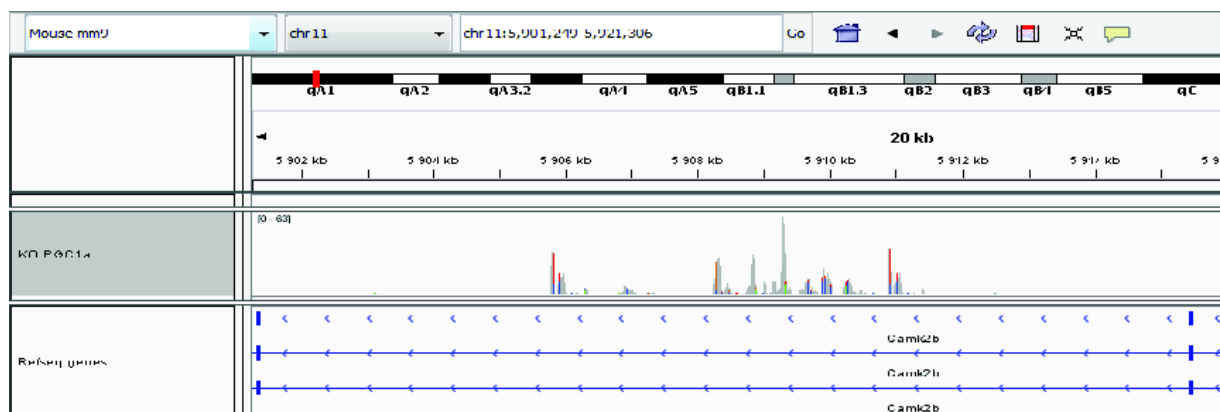 Mouse mm9 chr11 chr11:5,901,249-5,921,306 Go
qA1 qA2 qA3.2 qA4 qA5 qB1.1 qB1.3 qB2 qB3 qB4 qB5 qC
20 kb
5 902 kb 5 904 kb 5 906 kb 5 908 kb 5 910 kb 5 912 kb 5 914 kb
[0 - 63]
KO PGC1a
Camk2b
Refseq genes
Camk2b
Camk2b